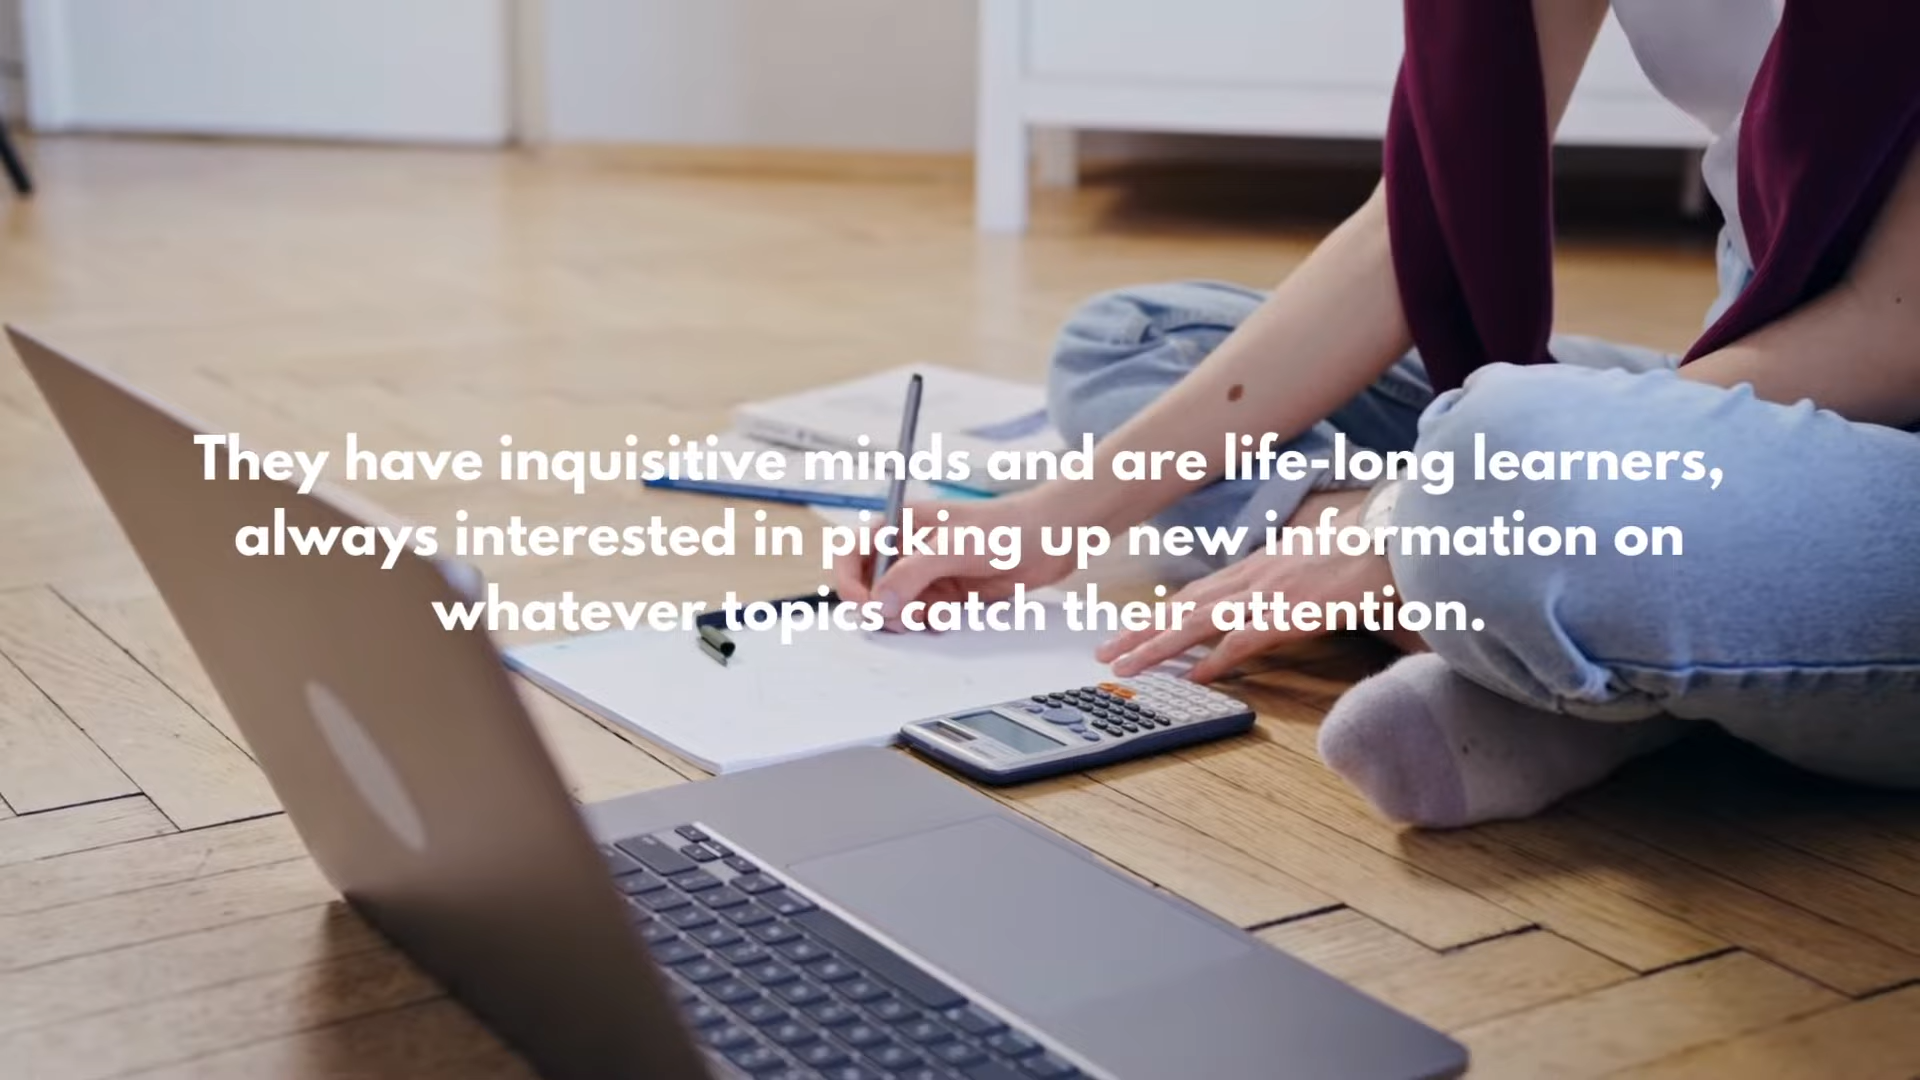 They have inquisitive minds and are life-long learners,
always interested in picking up new information on
whatever topics catch their attention.